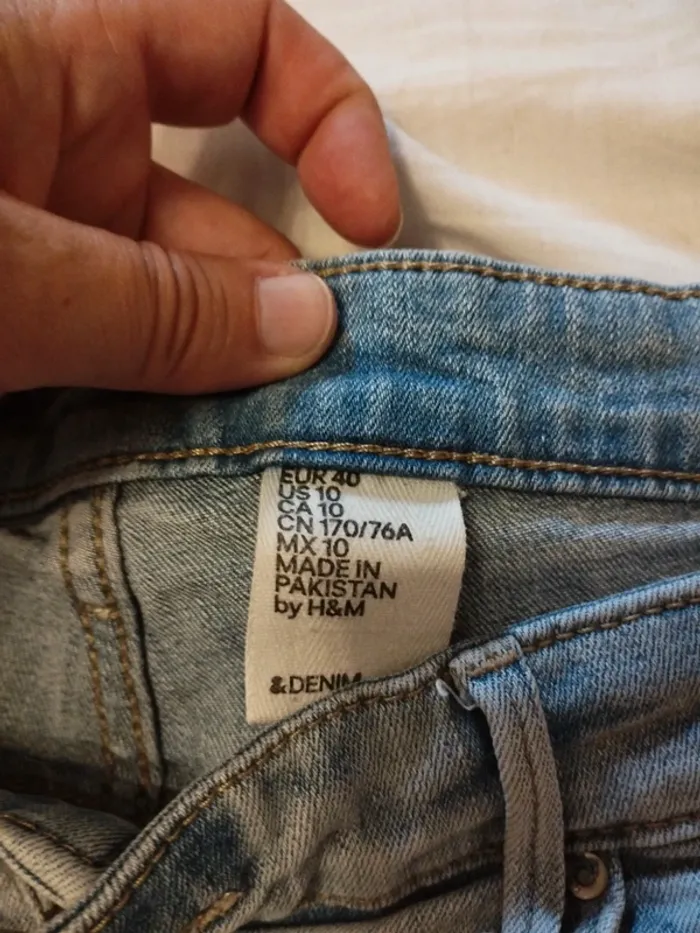 EUR 40
US 10
CA 10
CN 170/76A
MX 10
MADE IN
PAKISTAN
by H&M
&DENIM